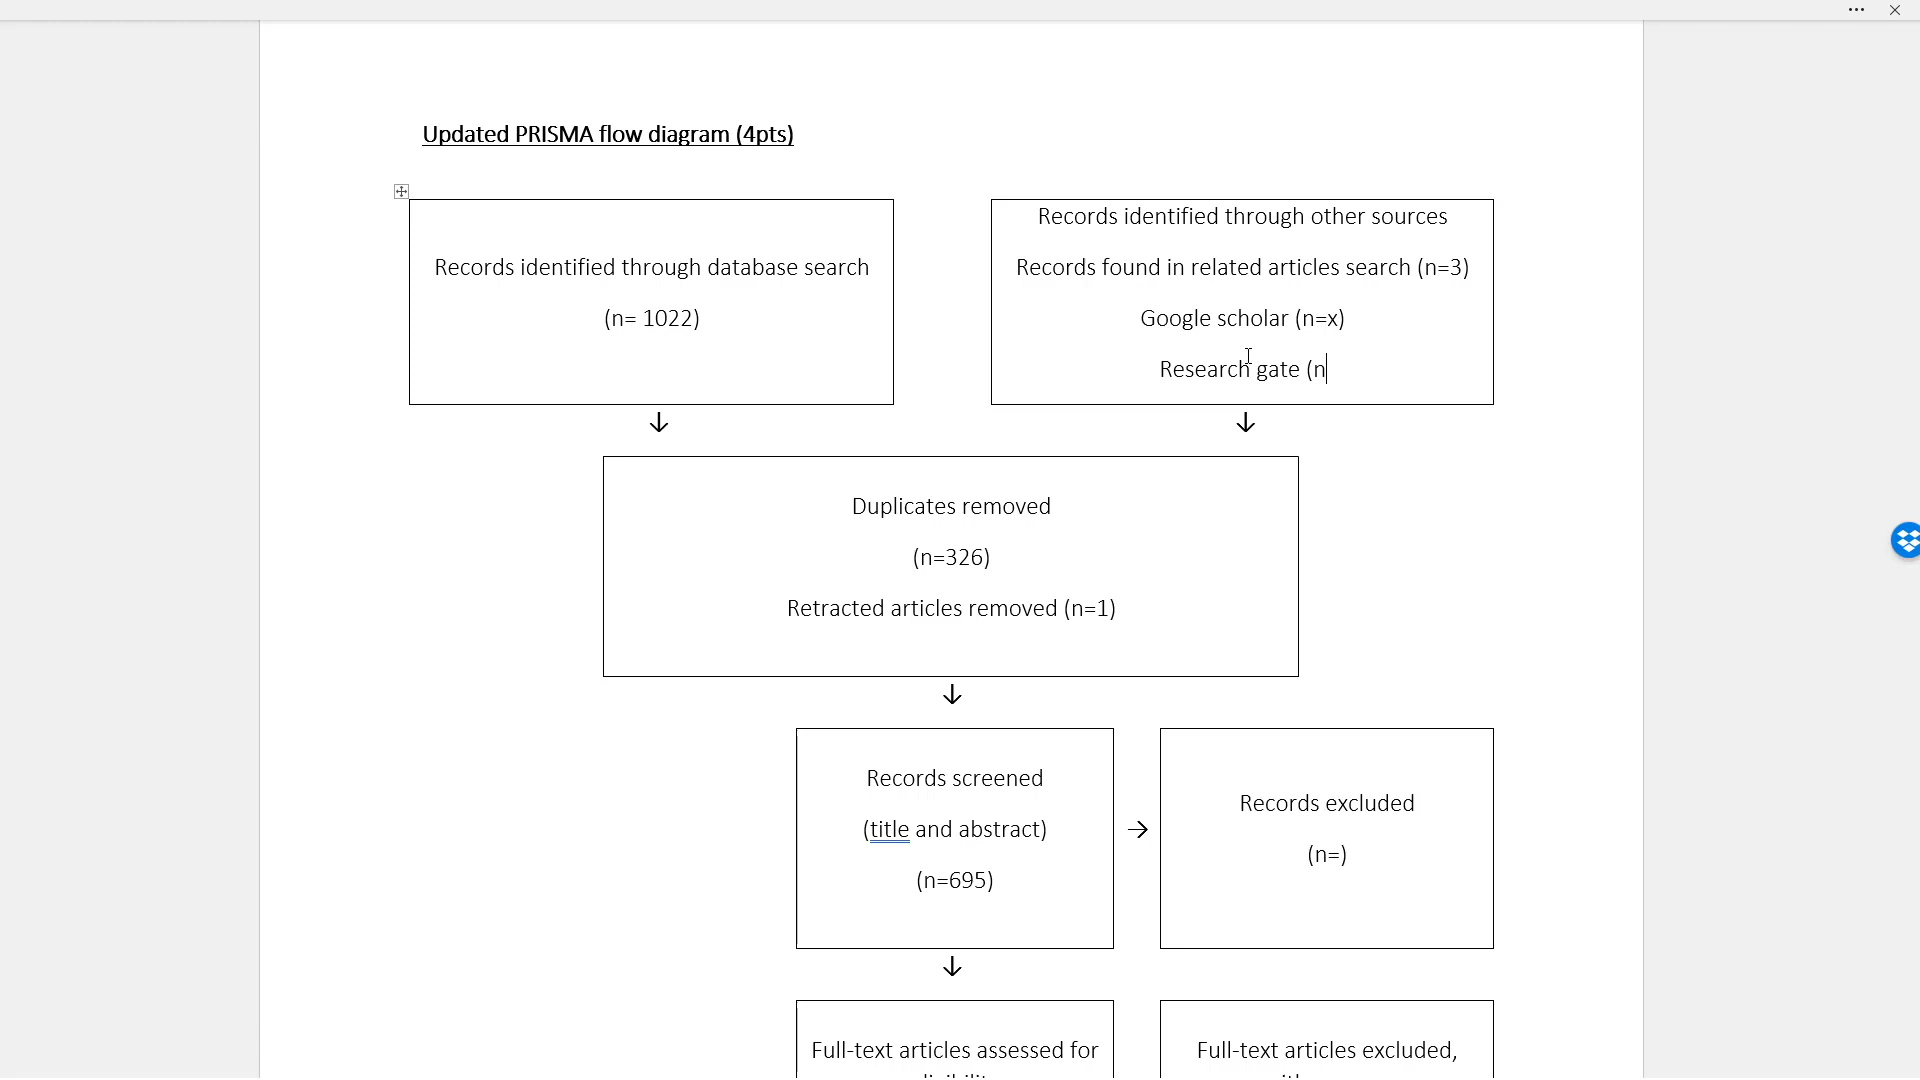 Updated PRISMA flow diagram (4pts)
Records identified through database search
(n= 1022)
Records identified through other sources
Records found in related articles search (n=3)
Google scholar (n=x)
Research gate (n
Duplicates removed
(n=326)
Retracted articles removed (n=1)
Records screened
(title and abstract)
(n=695)
Records excluded
(n=)
Full-text articles assessed for
Full-text articles excluded,